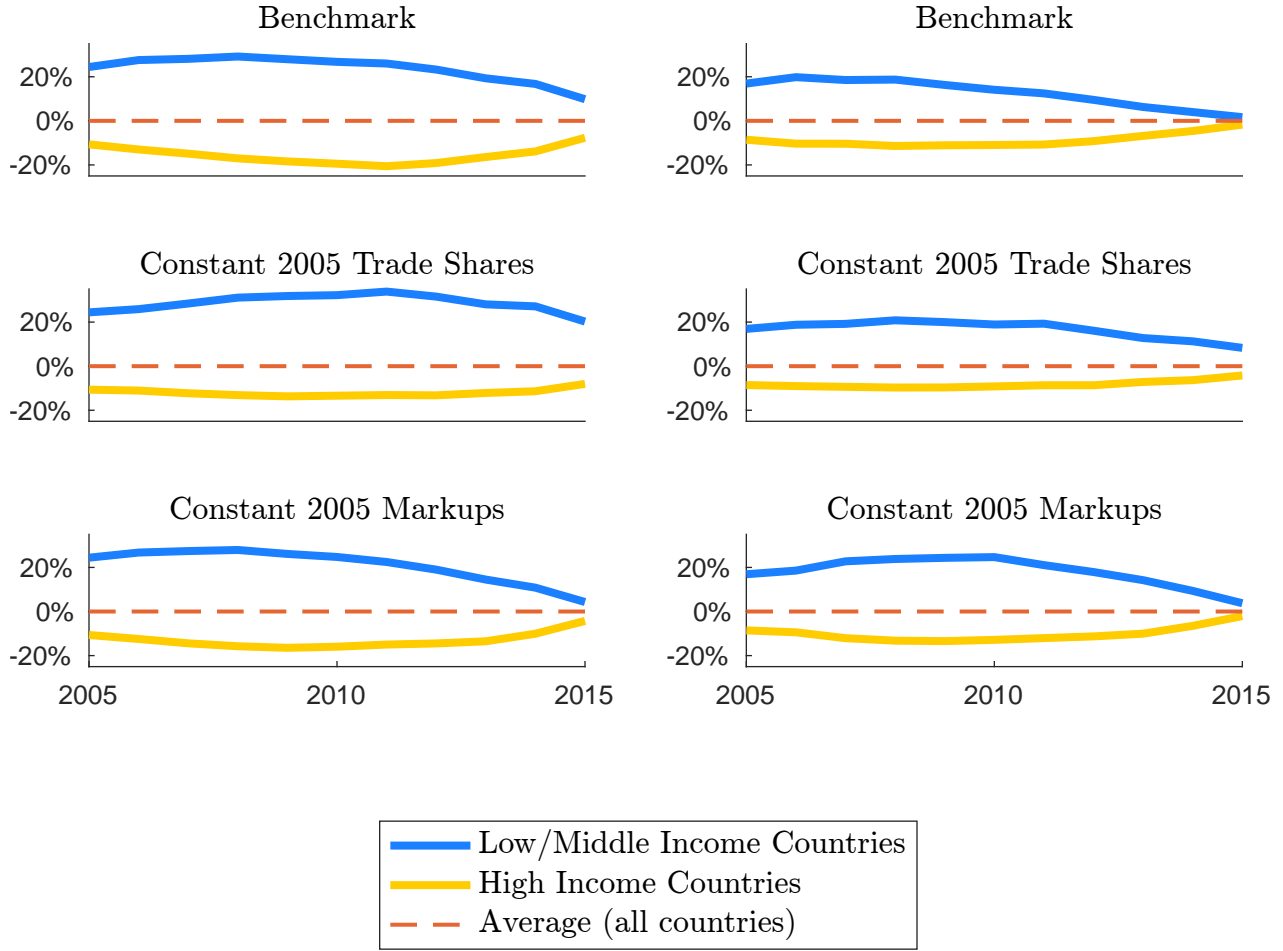 Benchmark
20%
0%
-20%
Benchmark
20%
0%
-20%
Constant 2005 Trade Shares
20%
0%
-20%
Constant 2005 Trade Shares
20%
0%
-20%
Constant 2005 Markups
20%
0%
-20%
2005 2010 2015
Constant 2005 Markups
20%
0%
-20%
2005 2010 2015
Low/Middle Income Countries
High Income Countries
Average (all countries)